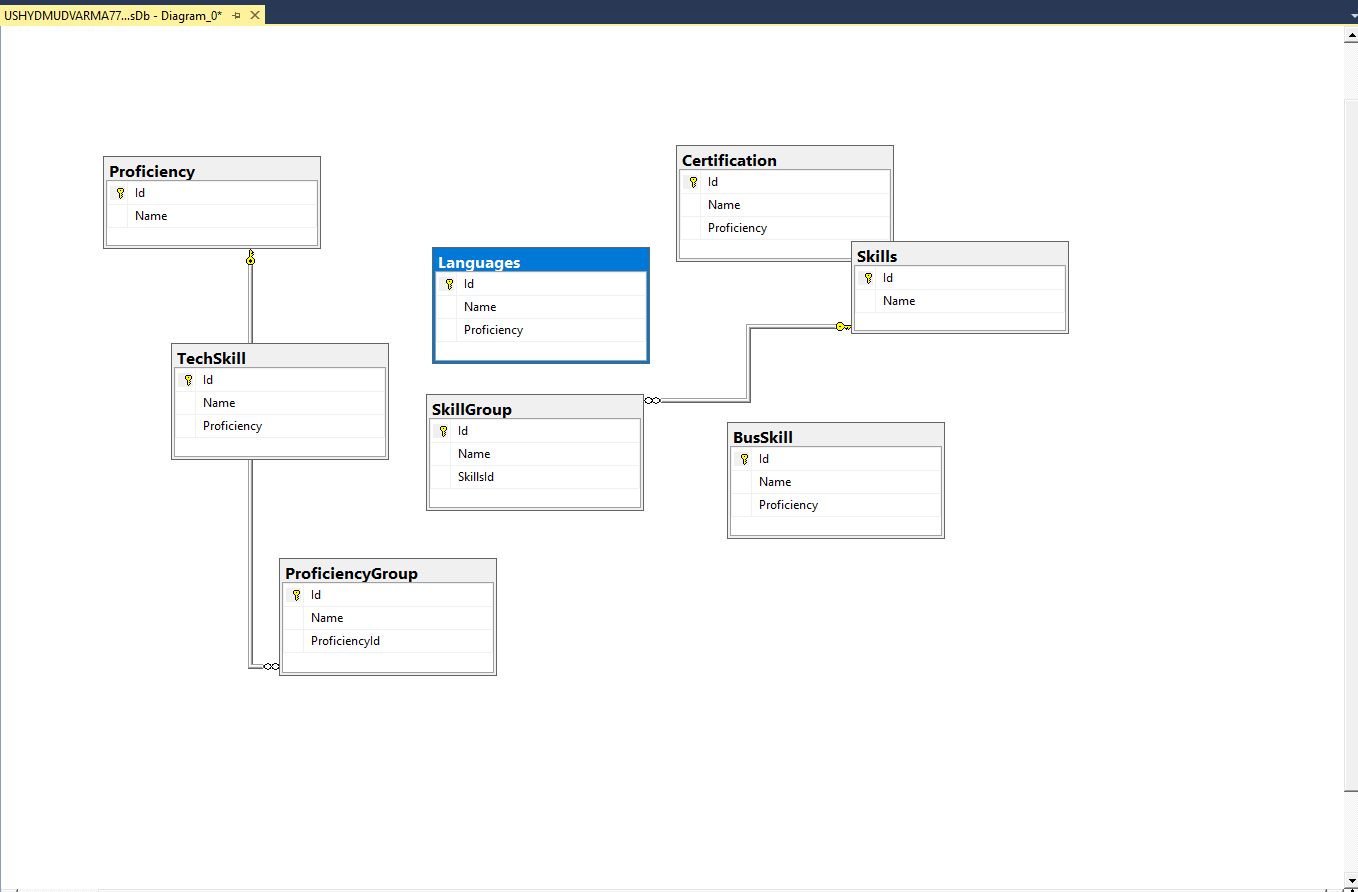 USHYDMUDVARMA77...sDb - Diagram_0*
Proficiency
Id
Name
Certification
Id
Name
Proficiency
Languages
Id
Name
Proficiency
Skills
Id
Name
TechSkill
Id
Name
Proficiency
SkillGroup
Id
Name
SkillsId
BusSkill
Id
Name
Proficiency
ProficiencyGroup
Id
Name
ProficiencyId